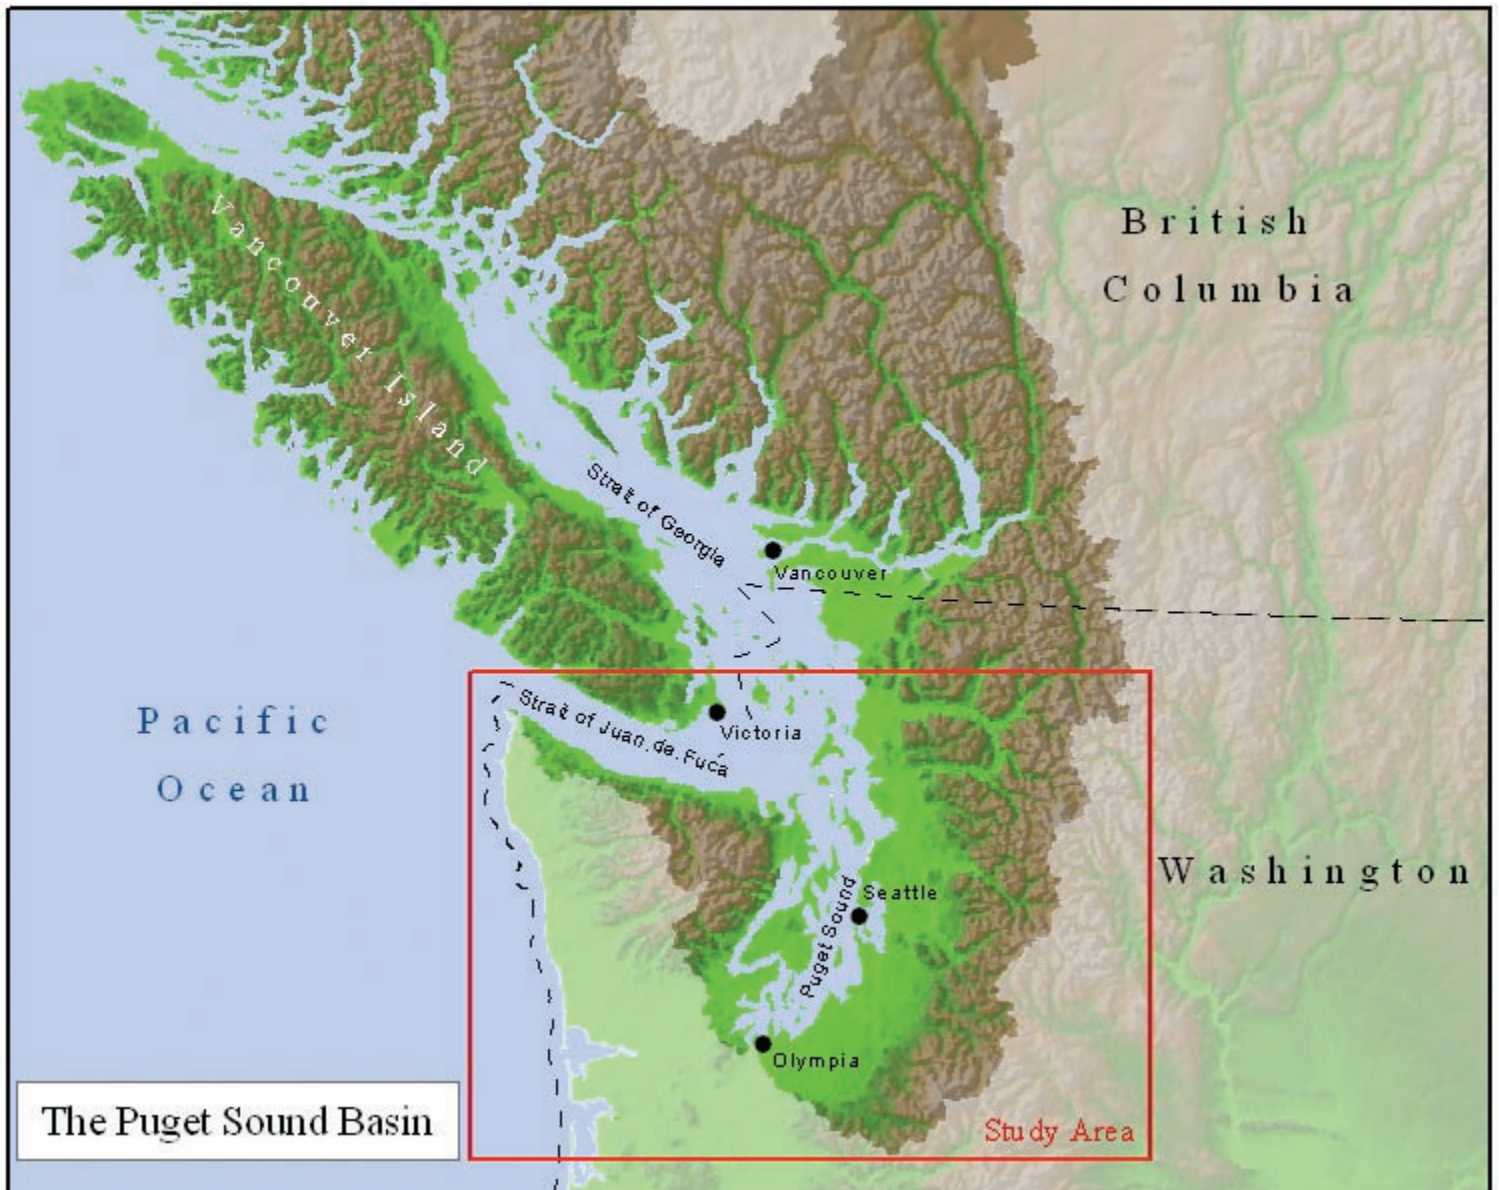 British
Columbia
Vancouver Island
Strait of Georgia
Vancouver
Pacific
Ocean
Strait of Juan de Fuca
Victoria
Washington
Seattle
Puget Sound
Olympia
The Puget Sound Basin
Study Area